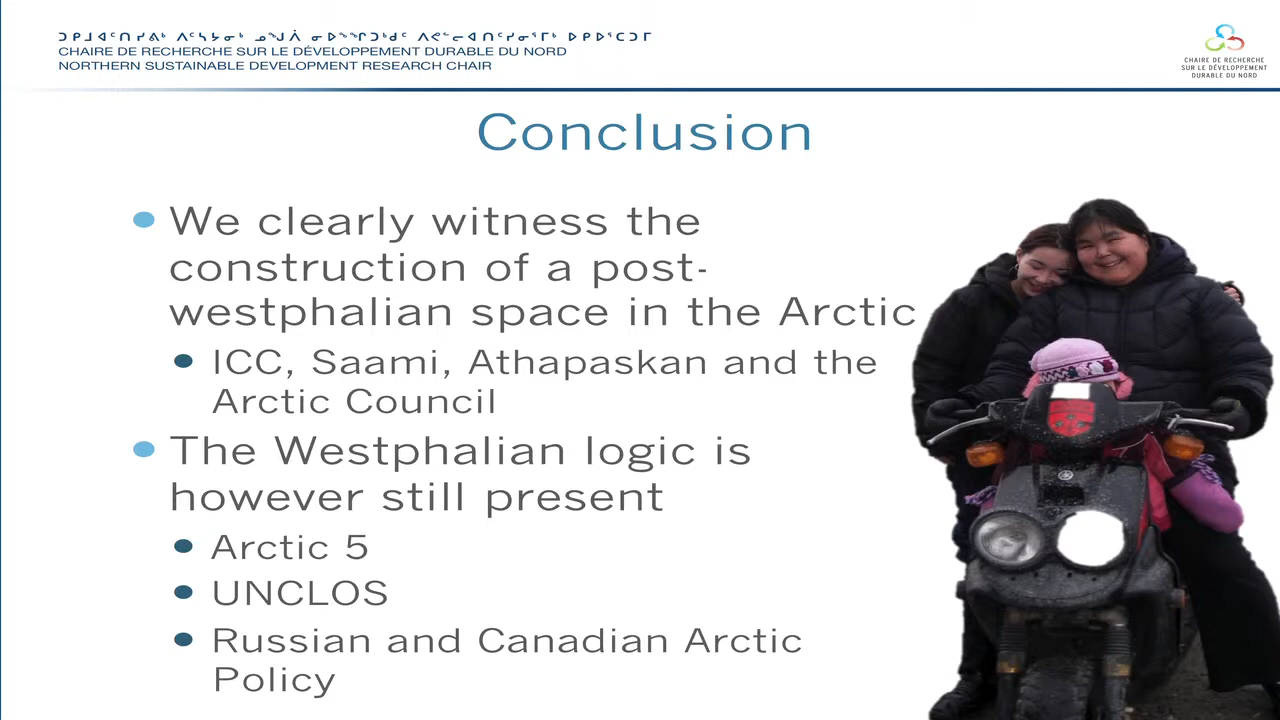 CHAIRE DE RECHERCHE SUR LE DÉVELOPPEMENT DURABLE DU NORD
NORTHERN SUSTAINABLE DEVELOPMENT RESEARCH CHAIR
CHAIRE DE RECHERCHE
SUR LE DÉVELOPPEMENT
DURABLE DU NORD
Conclusion
We clearly witness the
construction of a post-
westphalian space in the Arctic
ICC, Saami, Athapaskan and the
Arctic Council
The Westphalian logic is
however still present
Arctic 5
UNCLOS
Russian and Canadian Arctic
Policy